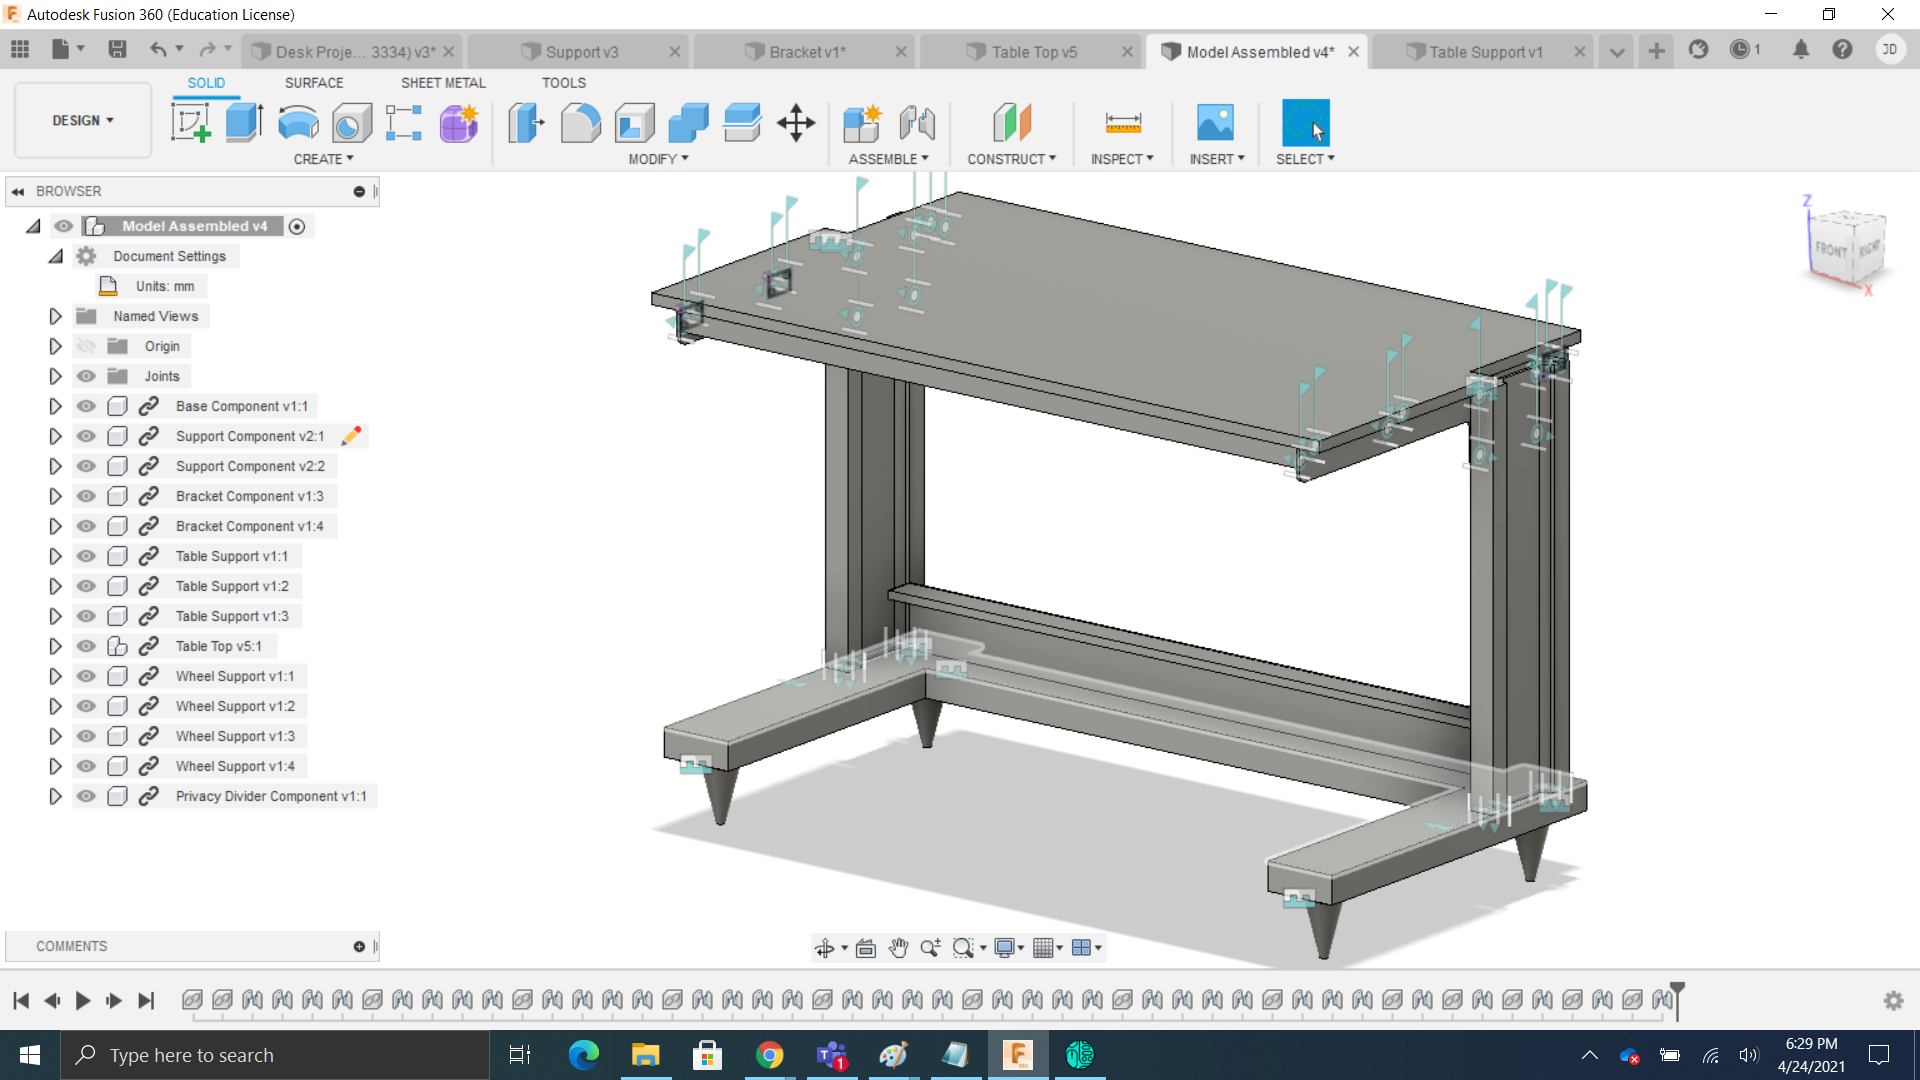 Autodesk Fusion 360 (Education License)
Desk Proje... 3334) v3*
Support v3
Bracket v1*
Table Top v5
Model Assembled v4*
Table Support v1
1
JD
SOLID
SURFACE
SHEET METAL
TOOLS
DESIGN
CREATE
MODIFY
ASSEMBLE
CONSTRUCT
INSPECT
INSERT
SELECT
BROWSER
Model Assembled v4
Document Settings
Units: mm
Named Views
Origin
Joints
Base Component v1:1
Support Component v2:1
Support Component v2:2
Bracket Component v1:3
Bracket Component v1:4
Table Support v1:1
Table Support v1:2
Table Support v1:3
Table Top v5:1
Wheel Support v1:1
Wheel Support v1:2
Wheel Support v1:3
Wheel Support v1:4
Privacy Divider Component v1:1
Z
FRONT
RIGHT
X
COMMENTS
Type here to search
1
6:29 PM
4/24/2021